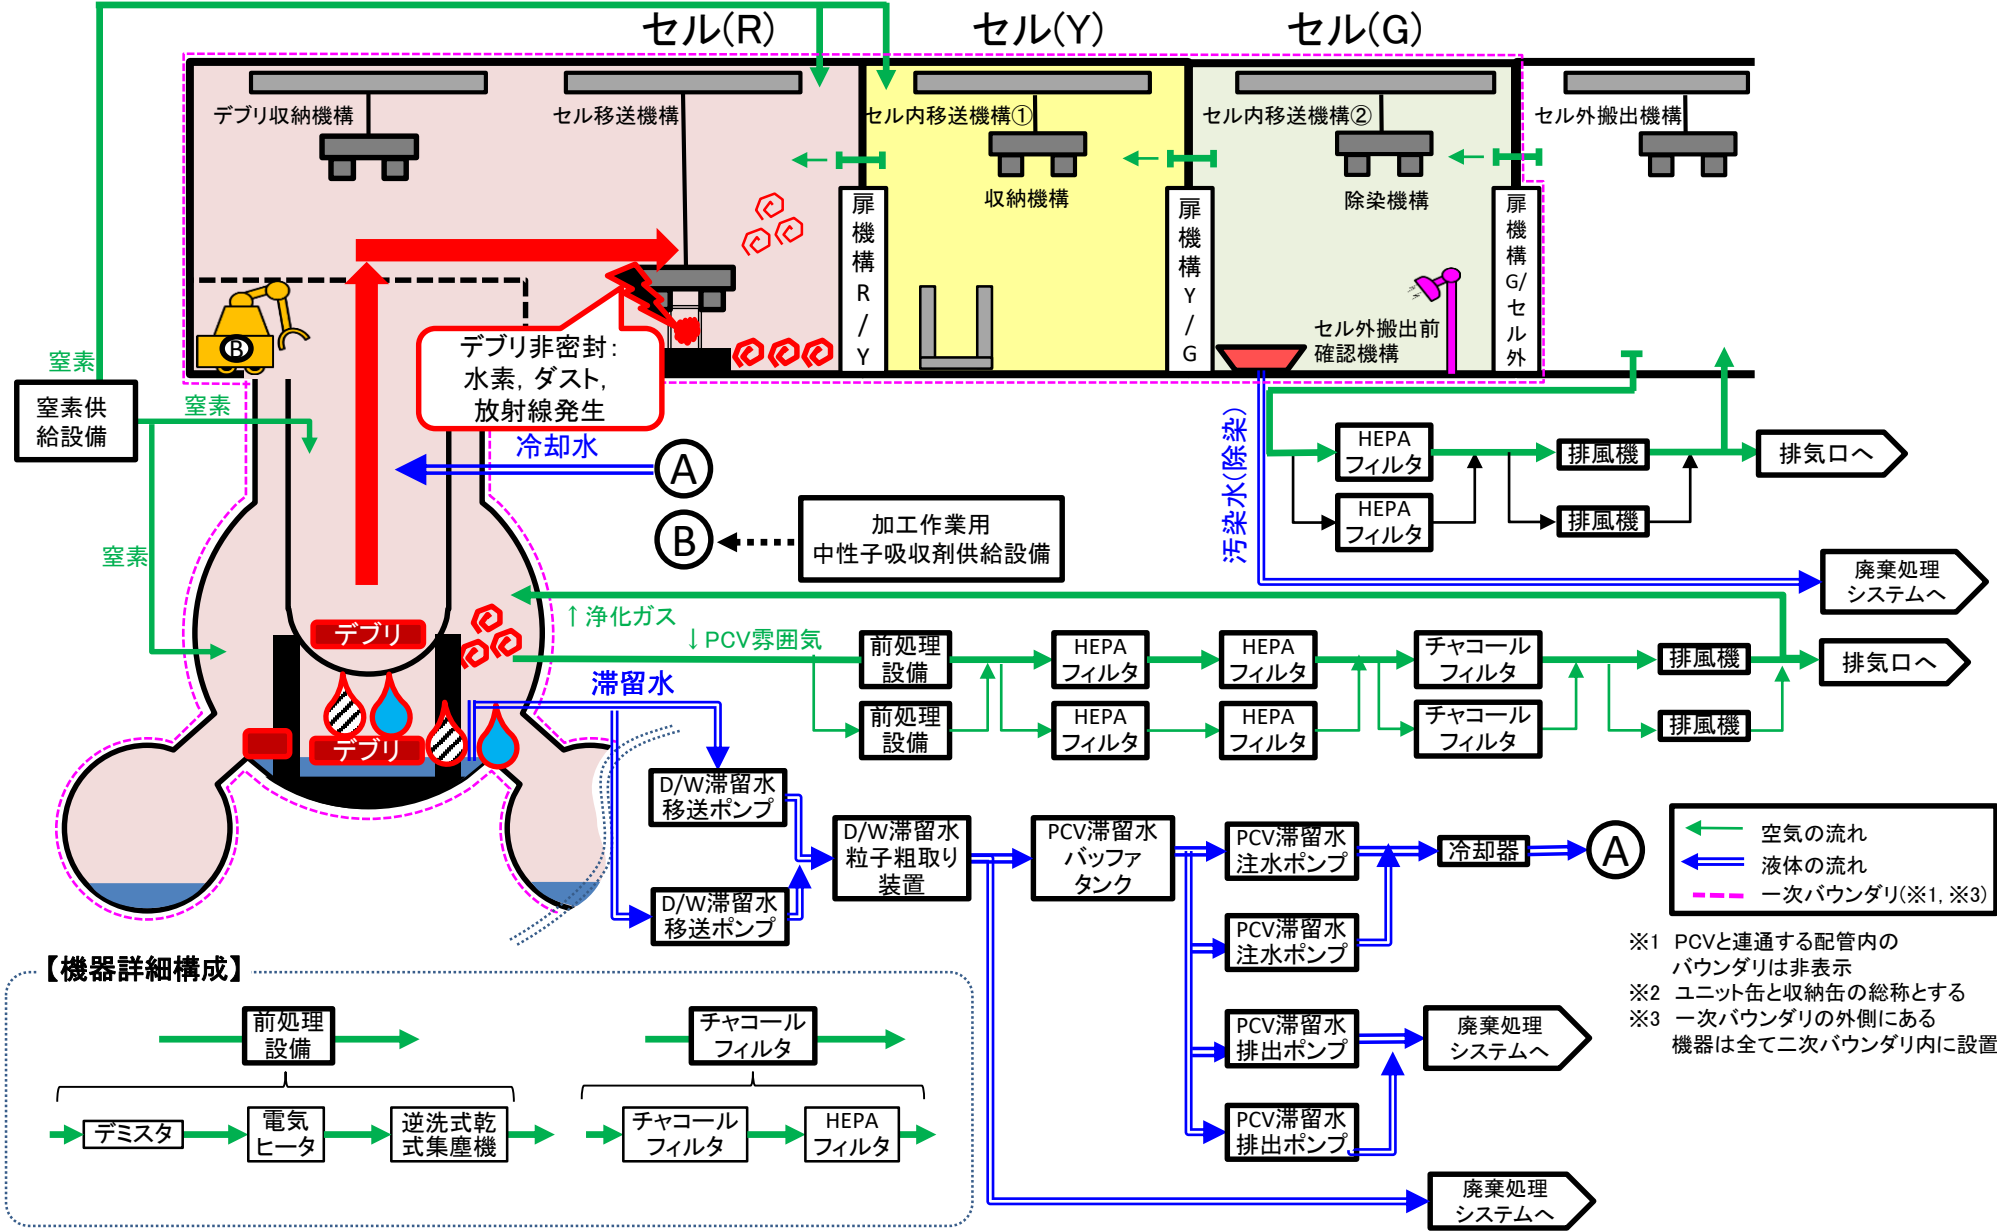 セル(R)
セル(Y)
セル(G)
デブリ収納機構
セル移送機構
セル内移送機構①
セル内移送機構②
セル外搬出機構
収納機構
除染機構
扉機構R/Y
扉機構Y/G
扉機構G/セル外
セル外搬出前
確認機構
B
デブリ非密封:
水素, ダスト,
放射線発生
窒素
窒素供
給設備
窒素
窒素
冷却水
A
B
加工作業用
中性子吸収剤供給設備
汚染水(除染)
HEPA
フィルタ
排風機
排気口へ
HEPA
フィルタ
排風機
廃棄処理
システムへ
↑浄化ガス
↓PCV雰囲気
デブリ
デブリ
滞留水
前処理
設備
HEPA
フィルタ
HEPA
フィルタ
チャコール
フィルタ
排風機
排気口へ
前処理
設備
HEPA
フィルタ
HEPA
フィルタ
チャコール
フィルタ
排風機
D/W滞留水
移送ポンプ
D/W滞留水
移送ポンプ
D/W滞留水
粒子粗取り
装置
PCV滞留水
バッファ
タンク
PCV滞留水
注水ポンプ
冷却器
A
PCV滞留水
注水ポンプ
PCV滞留水
排出ポンプ
廃棄処理
システムへ
PCV滞留水
排出ポンプ
廃棄処理
システムへ
空気の流れ
液体の流れ
一次バウンダリ(※1, ※3)
※1 PCVと連通する配管内の
バウンダリは非表示
※2 ユニット缶と収納缶の総称とする
※3 一次バウンダリの外側にある
機器は全て二次バウンダリ内に設置
【機器詳細構成】
前処理
設備
デミスタ
電気
ヒータ
逆洗式乾
式集塵機
チャコール
フィルタ
チャコール
フィルタ
HEPA
フィルタ